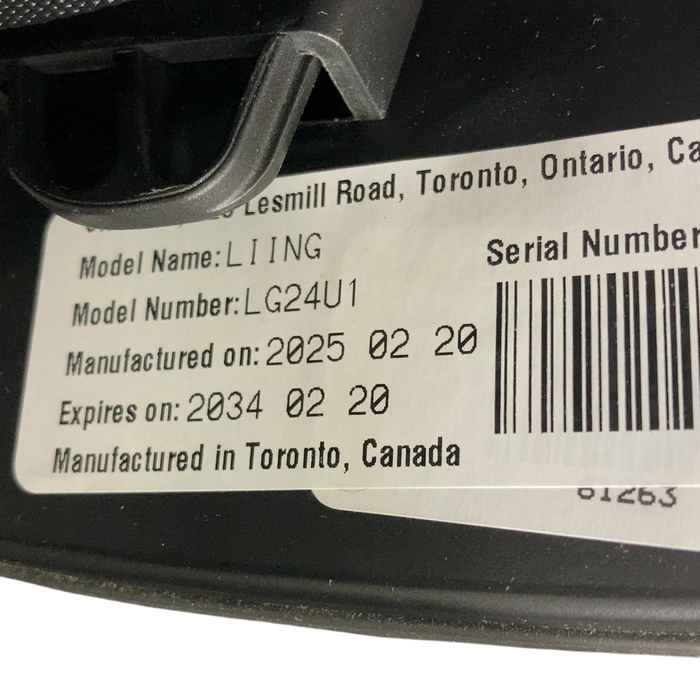 Lesmill Road, Toronto, Ontario, Ca
Model Name: LIING
Model Number: LG24U1
Manufactured on: 2025 02 20
Expires on: 2034 02 20
Manufactured in Toronto, Canada
Serial Number
61263